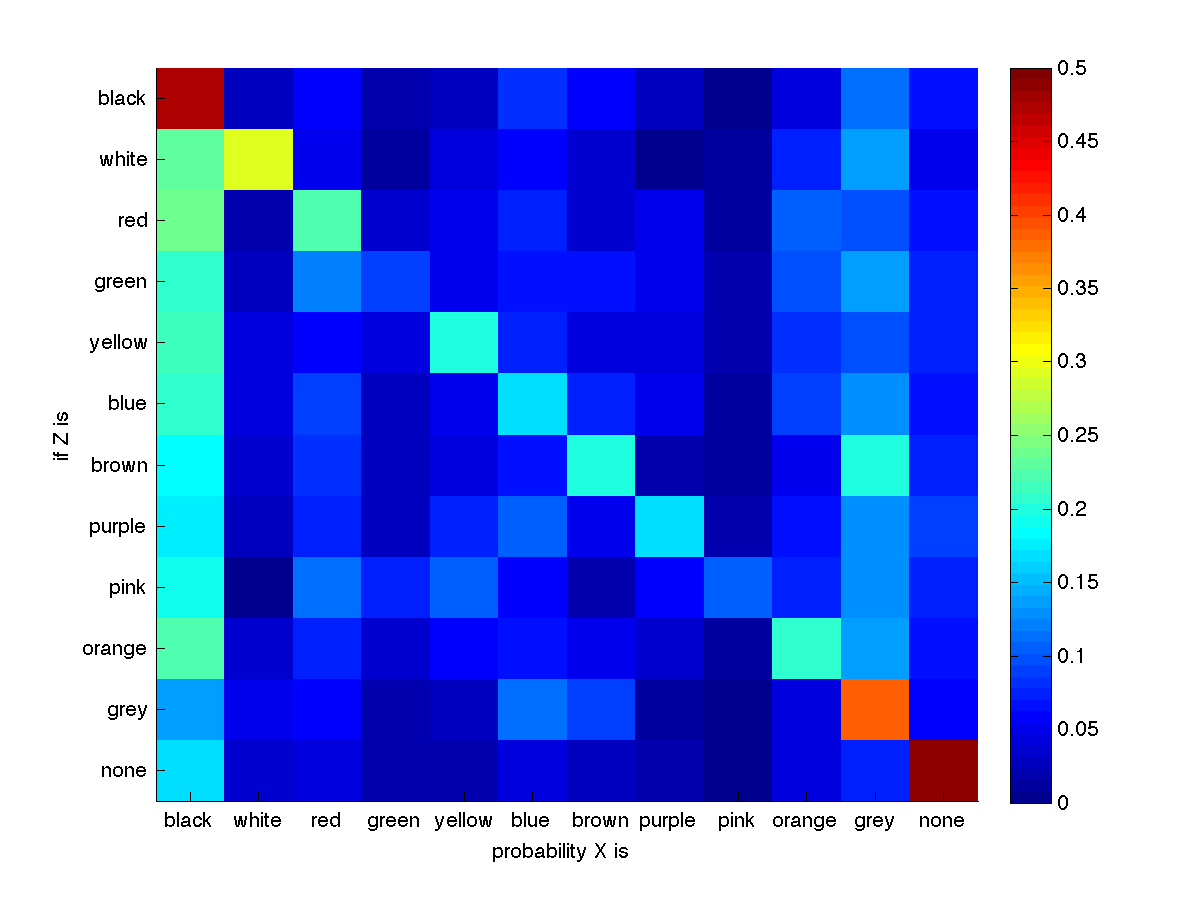 black
white
red
green
yellow
blue
brown
purple
pink
orange
grey
none
if Z is
black white red green yellow blue brown purple pink orange grey none
probability X is
0.5
0.45
0.4
0.35
0.3
0.25
0.2
0.15
0.1
0.05
0